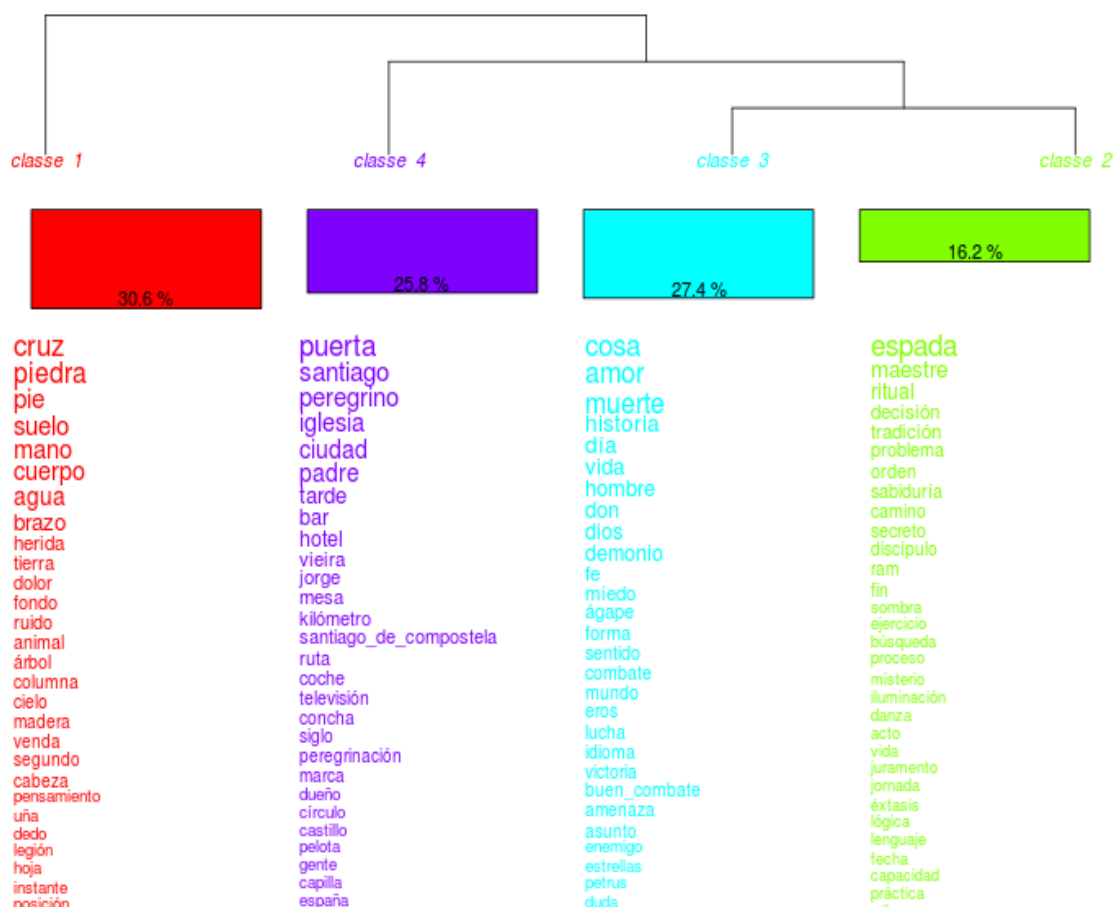 classe 1
classe 4
classe 3
classe 2
30.6 %
25.8 %
27.4 %
16.2 %
cruz
piedra
pie
suelo
mano
cuerpo
agua
brazo
herida
tierra
dolor
fondo
ruido
animal
árbol
columna
cielo
madera
venda
segundo
cabeza
pensamiento
uña
dedo
legión
hoja
instante
posición
puerta
santiago
peregrino
iglesia
ciudad
padre
tarde
bar
hotel
vieira
jorge
mesa
kilómetro
santiago_de_compostela
ruta
coche
televisión
concha
siglo
peregrinación
marca
dueño
círculo
castillo
pelota
gente
capilla
españa
cosa
amor
muerte
historia
día
vida
hombre
don
dios
demonio
fe
miedo
ágape
forma
sentido
combate
mundo
eros
lucha
idioma
victoria
buen_combate
amenaza
asunto
enemigo
estrellas
petrus
duda
espada
maestre
ritual
decisión
tradición
problema
orden
sabiduría
camino
secreto
discípulo
ram
fin
sombra
ejercicio
búsqueda
proceso
misterio
iluminación
danza
acto
vida
juramento
jornada
éxtasis
lógica
lenguaje
fecha
capacidad
práctica